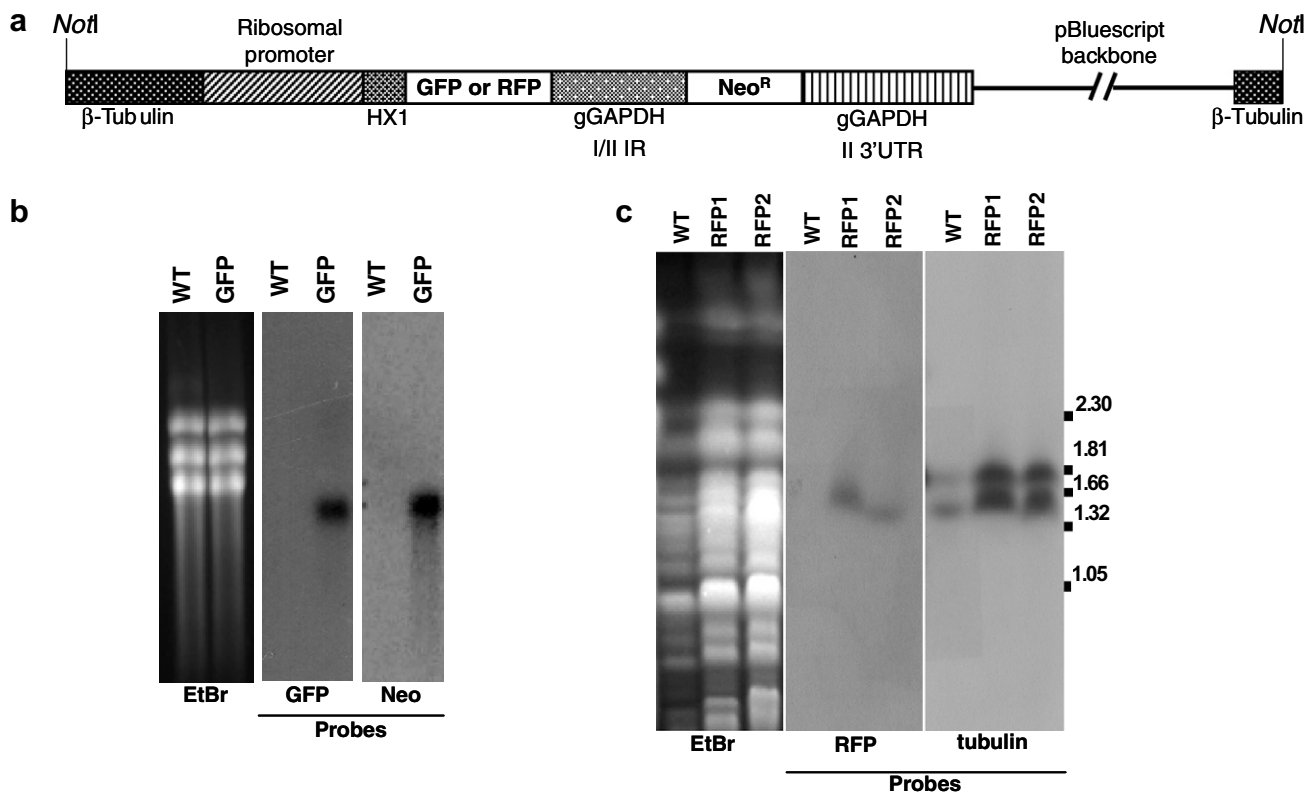 a
NotI
Ribosomal
promoter
pBluescript
backbone
NotI
GFP or RFP
Neoᴿ
β-Tubulin
HX1
gGAPDH
I/II IR
gGAPDH
II 3'UTR
β-Tubulin
b
WT GFP WT GFP WT GFP
EtBr GFP Neo
Probes
c
WT RFP1 RFP2 WT RFP1 RFP2 WT RFP1 RFP2
2.30
1.81
1.66
1.32
1.05
EtBr RFP tubulin
Probes